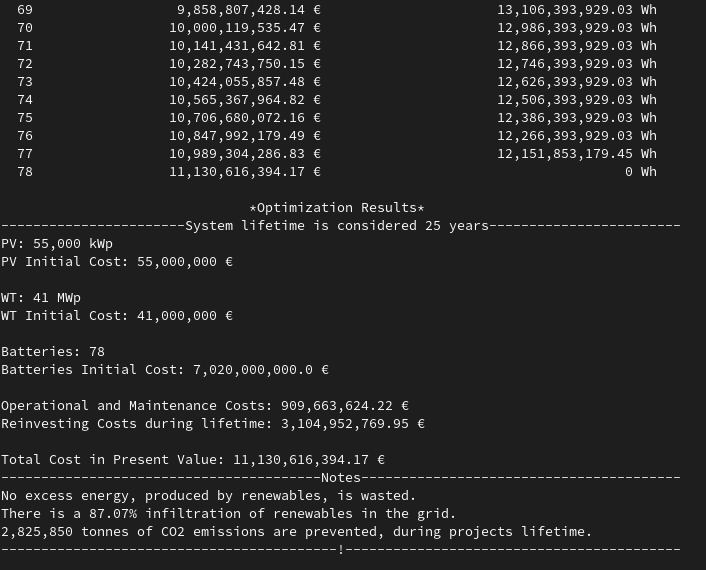 69 9,858,807,428.14 € 13,106,393,929.03 Wh
70 10,000,119,535.47 € 12,986,393,929.03 Wh
71 10,141,431,642.81 € 12,866,393,929.03 Wh
72 10,282,743,750.15 € 12,746,393,929.03 Wh
73 10,424,055,857.48 € 12,626,393,929.03 Wh
74 10,565,367,964.82 € 12,506,393,929.03 Wh
75 10,706,680,072.16 € 12,386,393,929.03 Wh
76 10,847,992,179.49 € 12,266,393,929.03 Wh
77 10,989,304,286.83 € 12,151,853,179.45 Wh
78 11,130,616,394.17 € 0 Wh
*Optimization Results*
-----------------------System lifetime is considered 25 years------------------------
PV: 55,000 kWp
PV Initial Cost: 55,000,000 €
WT: 41 MWp
WT Initial Cost: 41,000,000 €
Batteries: 78
Batteries Initial Cost: 7,020,000,000.0 €
Operational and Maintenance Costs: 909,663,624.22 €
Reinvesting Costs during lifetime: 3,104,952,769.95 €
Total Cost in Present Value: 11,130,616,394.17 €
----------------------------------------Notes----------------------------------------
No excess energy, produced by renewables, is wasted.
There is a 87.07% infiltration of renewables in the grid.
2,825,850 tonnes of CO2 emissions are prevented, during projects lifetime.
------------------------------------------!------------------------------------------